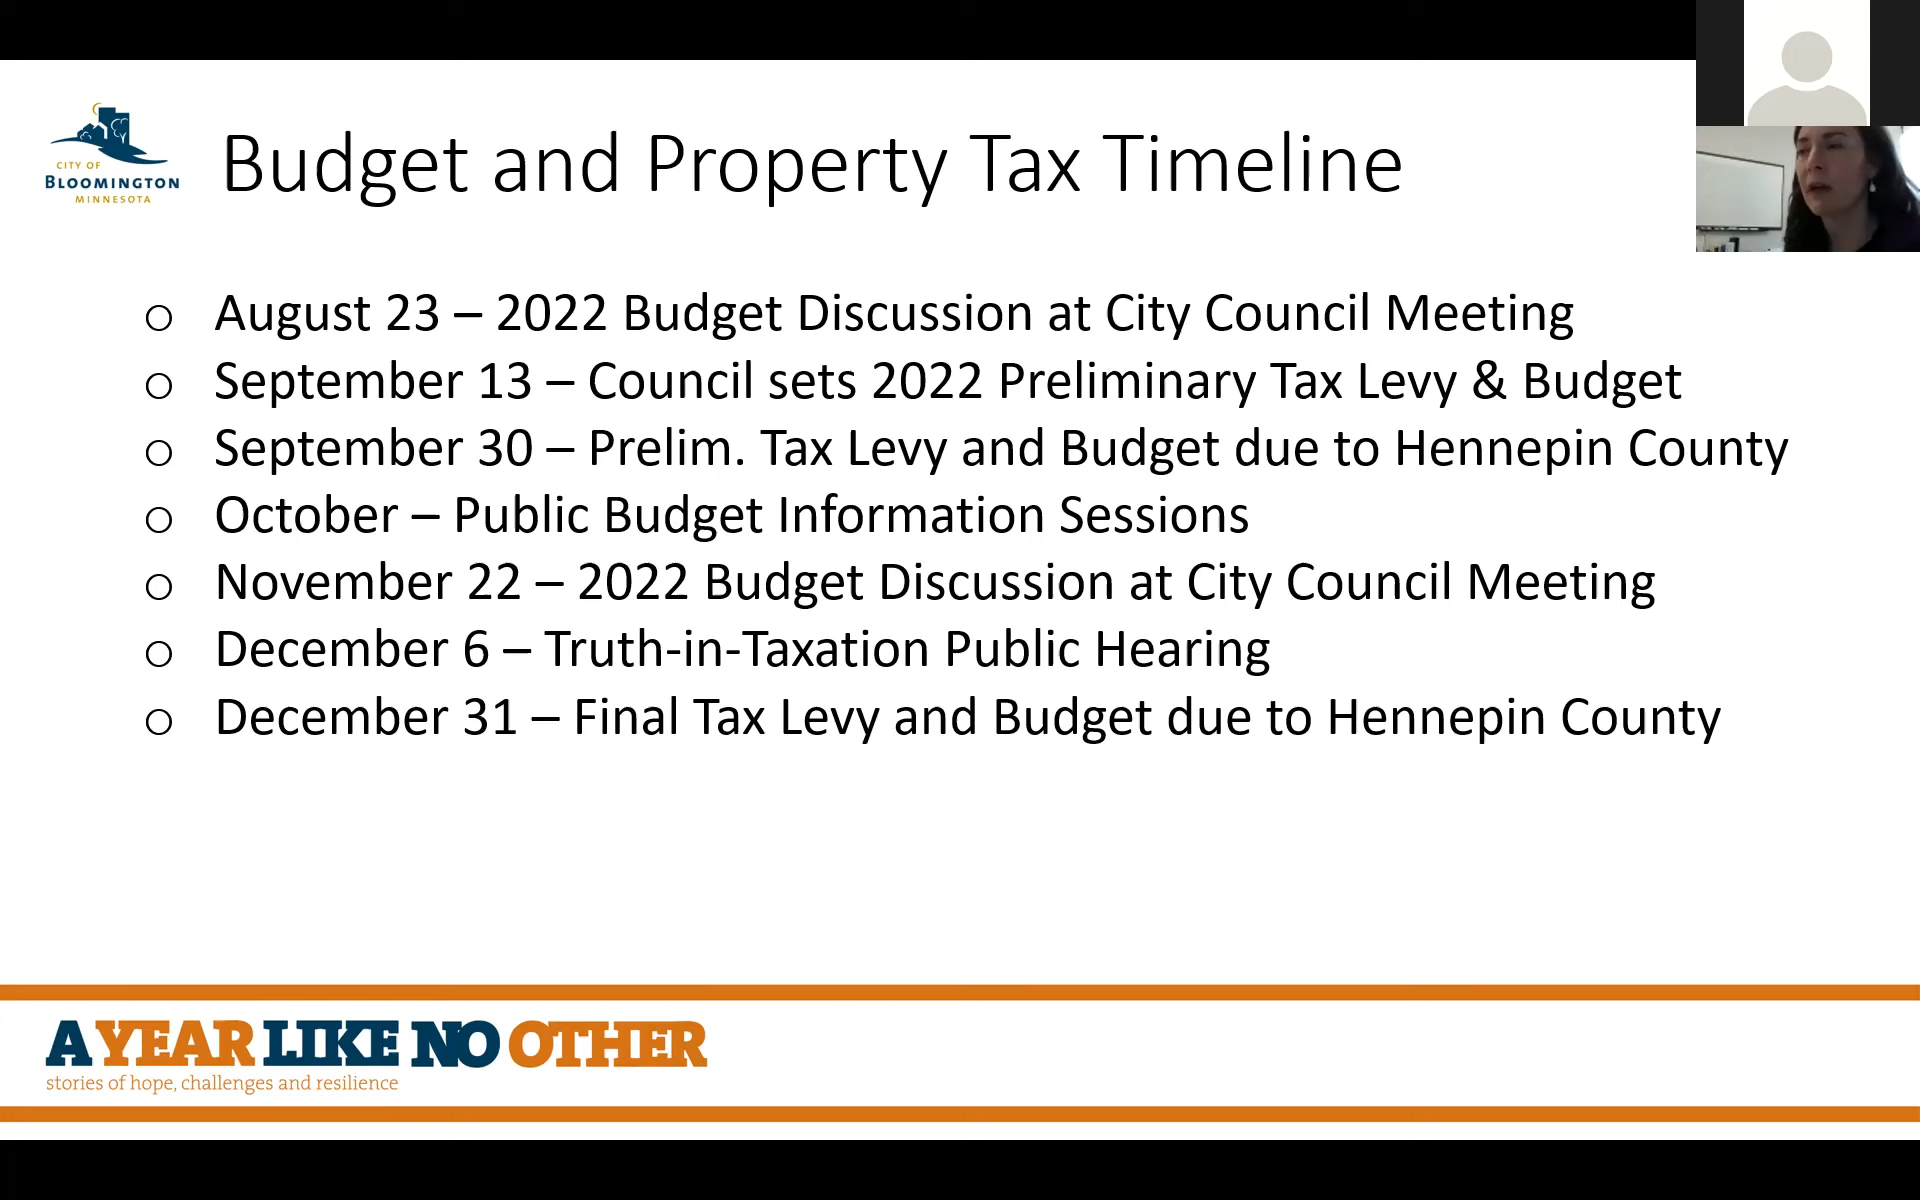 CITY OF
BLOOMINGTON
MINNESOTA
Budget and Property Tax Timeline
o August 23 – 2022 Budget Discussion at City Council Meeting
o September 13 – Council sets 2022 Preliminary Tax Levy & Budget
o September 30 – Prelim. Tax Levy and Budget due to Hennepin County
o October – Public Budget Information Sessions
o November 22 – 2022 Budget Discussion at City Council Meeting
o December 6 – Truth-in-Taxation Public Hearing
o December 31 – Final Tax Levy and Budget due to Hennepin County
A YEAR LIKE NO OTHER
stories of hope, challenges and resilience